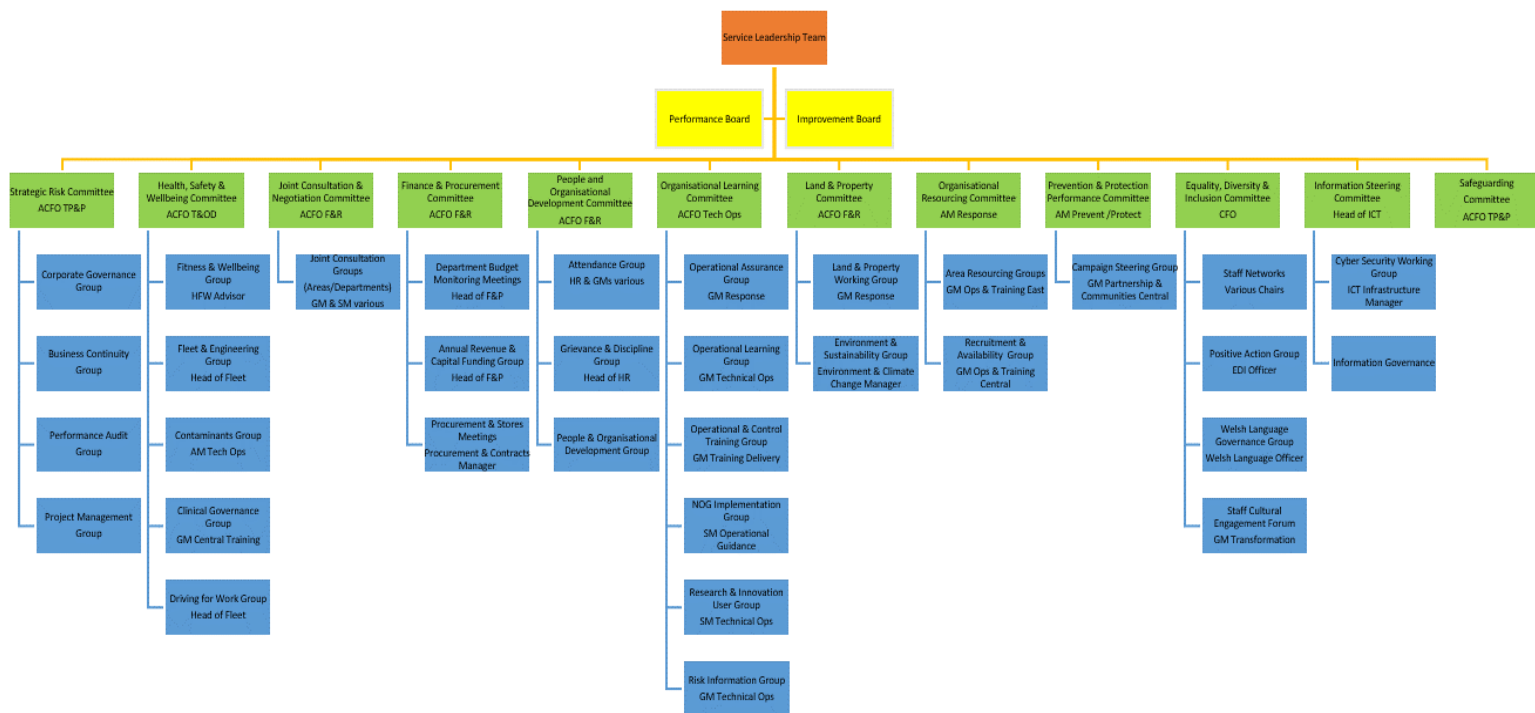 Service Leadership Team
Performance Board
Improvement Board
Strategic Risk Committee
ACFO TP&P
Health, Safety &
Wellbeing Committee
ACFO T&OD
Joint Consultation &
Negotiation Committee
ACFO F&R
Finance & Procurement
Committee
ACFO F&R
People and
Organisational
Development Committee
ACFO F&R
Organisational Learning
Committee
ACFO Tech Ops
Land & Property
Committee
ACFO F&R
Organisational
Resourcing Committee
AM Response
Prevention & Protection
Performance Committee
AM Prevent /Protect
Equality, Diversity &
Inclusion Committee
CFO
Information Steering
Committee
Head of ICT
Safeguarding
Committee
ACFO TP&P
Corporate Governance
Group
Business Continuity
Group
Performance Audit
Group
Project Management
Group
Fitness & Wellbeing
Group
HFW Advisor
Fleet & Engineering
Group
Head of Fleet
Contaminants Group
AM Tech Ops
Clinical Governance
Group
GM Central Training
Driving for Work Group
Head of Fleet
Joint Consultation
Groups
(Areas/Departments)
GM & SM various
Department Budget
Monitoring Meetings
Head of F&P
Annual Revenue &
Capital Funding Group
Head of F&P
Procurement & Stores
Meetings
Procurement & Contracts
Manager
Attendance Group
HR & GMs various
Grievance & Discipline
Group
Head of HR
People & Organisational
Development Group
Operational Assurance
Group
GM Response
Operational Learning
Group
GM Technical Ops
Operational & Control
Training Group
GM Training Delivery
NOG Implementation
Group
SM Operational
Guidance
Research & Innovation
User Group
SM Technical Ops
Risk Information Group
GM Technical Ops
Land & Property
Working Group
GM Response
Environment &
Sustainability Group
Environment & Climate
Change Manager
Area Resourcing Groups
GM Ops & Training East
Recruitment &
Availability Group
GM Ops & Training
Central
Campaign Steering Group
GM Partnership &
Communities Central
Staff Networks
Various Chairs
Positive Action Group
EDI Officer
Welsh Language
Governance Group
Welsh Language Officer
Staff Cultural
Engagement Forum
GM Transformation
Cyber Security Working
Group
ICT Infrastructure
Manager
Information Governance